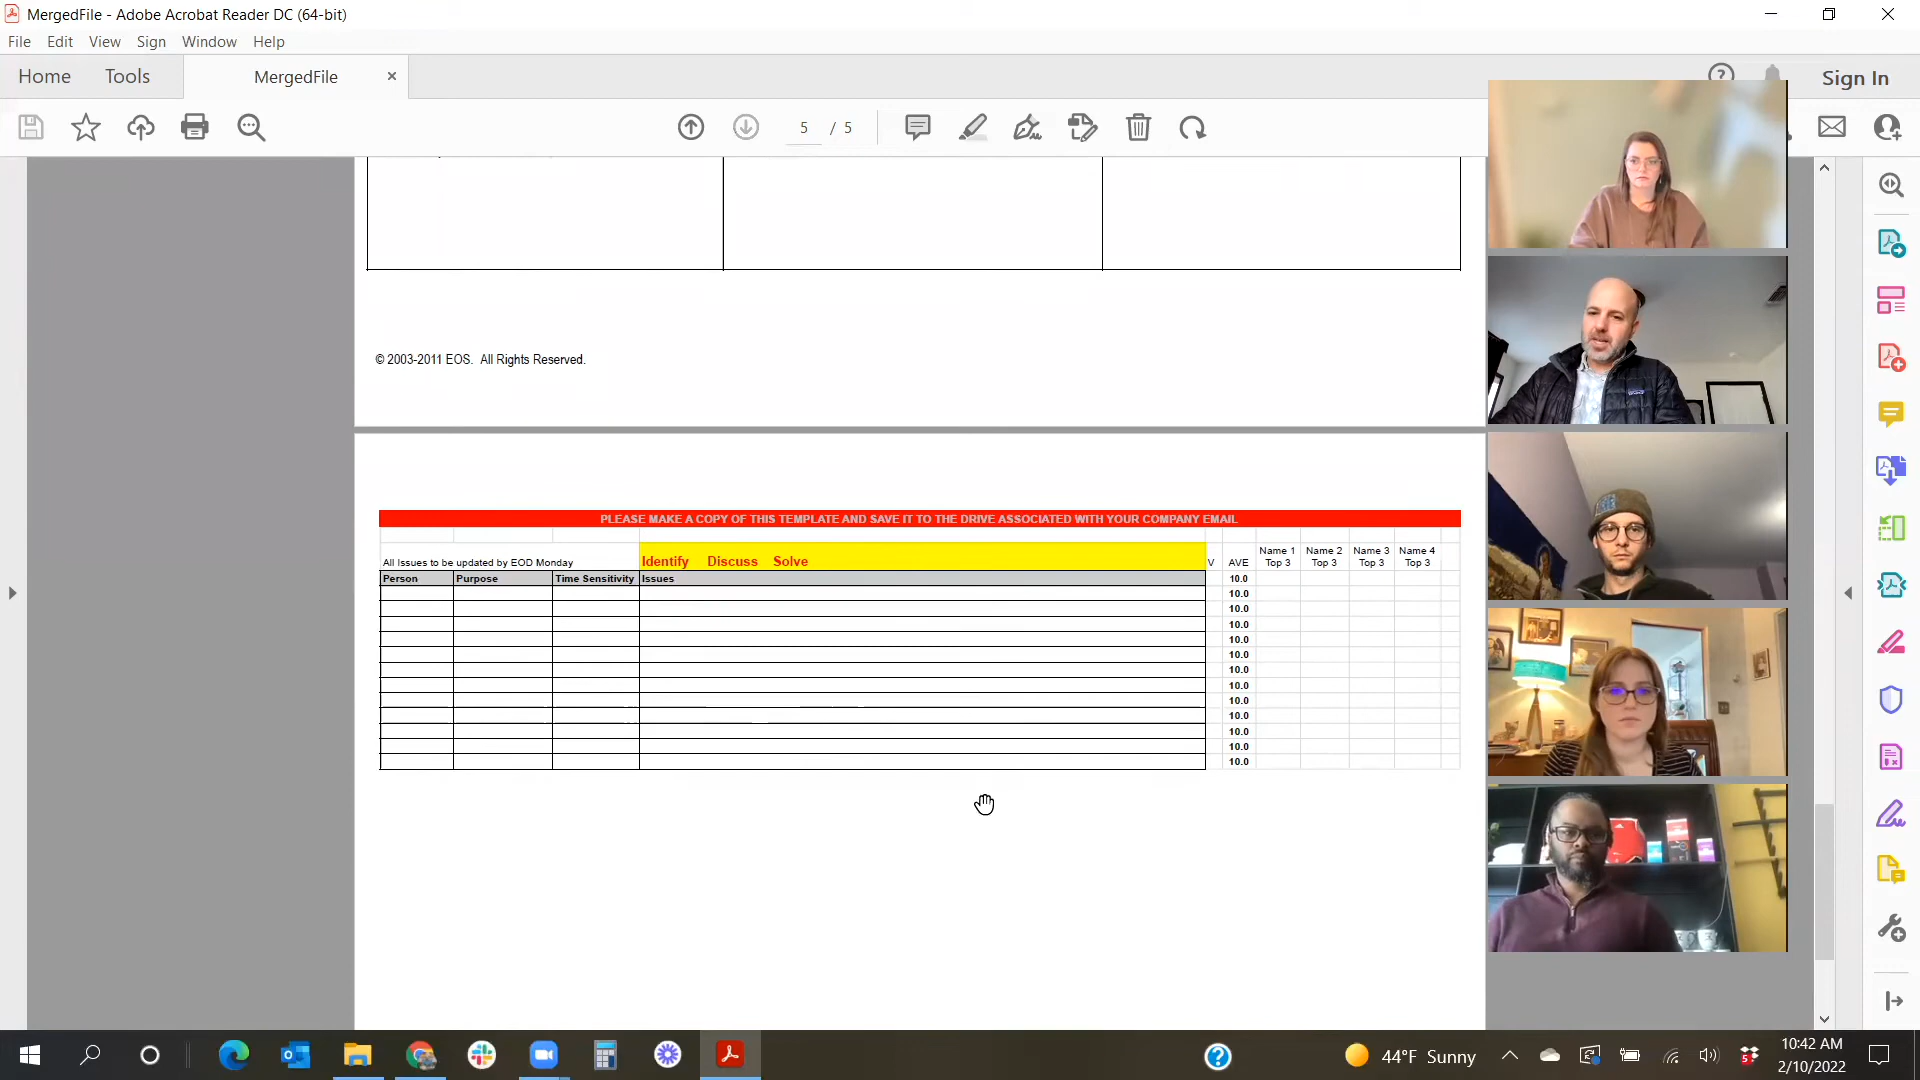 MergedFile - Adobe Acrobat Reader DC (64-bit)
File Edit View Sign Window Help
Home Tools MergedFile × ? Sign In
5 / 5
© 2003-2011 EOS. All Rights Reserved.
PLEASE MAKE A COPY OF THIS TEMPLATE AND SAVE IT TO THE DRIVE ASSOCIATED WITH YOUR COMPANY EMAIL
Name 1 Name 2 Name 3 Name 4
All Issues to be updated by EOD Monday Identify Discuss Solve V AVE Top 3 Top 3 Top 3 Top 3
Person Purpose Time Sensitivity Issues 10.0
10.0
10.0
10.0
10.0
10.0
10.0
10.0
10.0
10.0
10.0
10.0
10.0
44°F Sunny 5 10:42 AM
2/10/2022